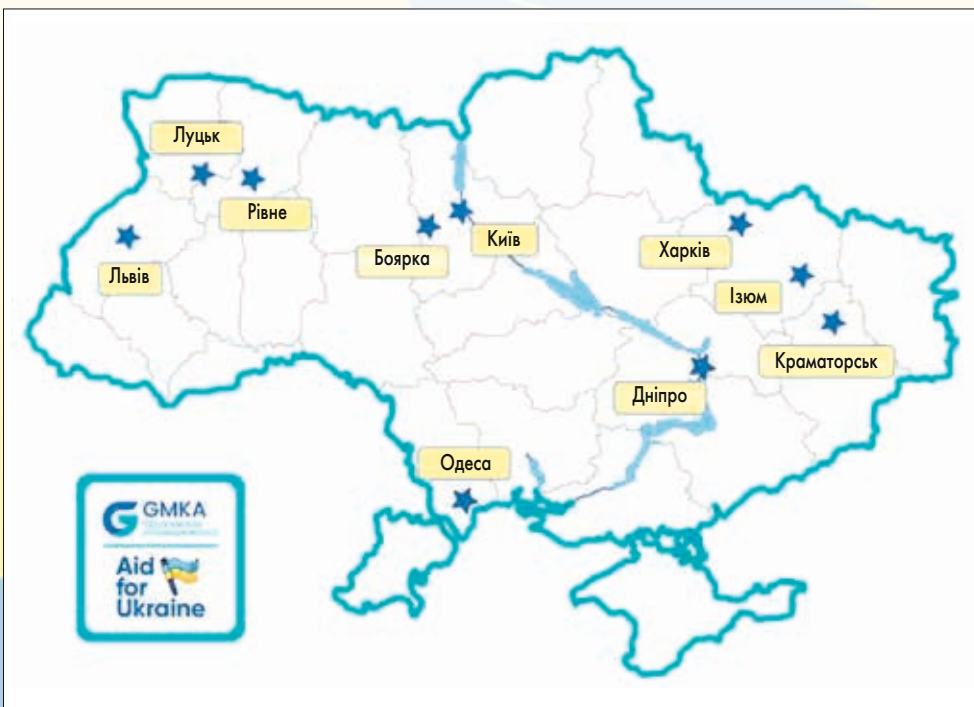 Луцьк
Рівне
Львів
Боярка
Київ
Харків
Ізюм
Краматорськ
Дніпро
Одеса
GMKA
Aid
for
Ukraine